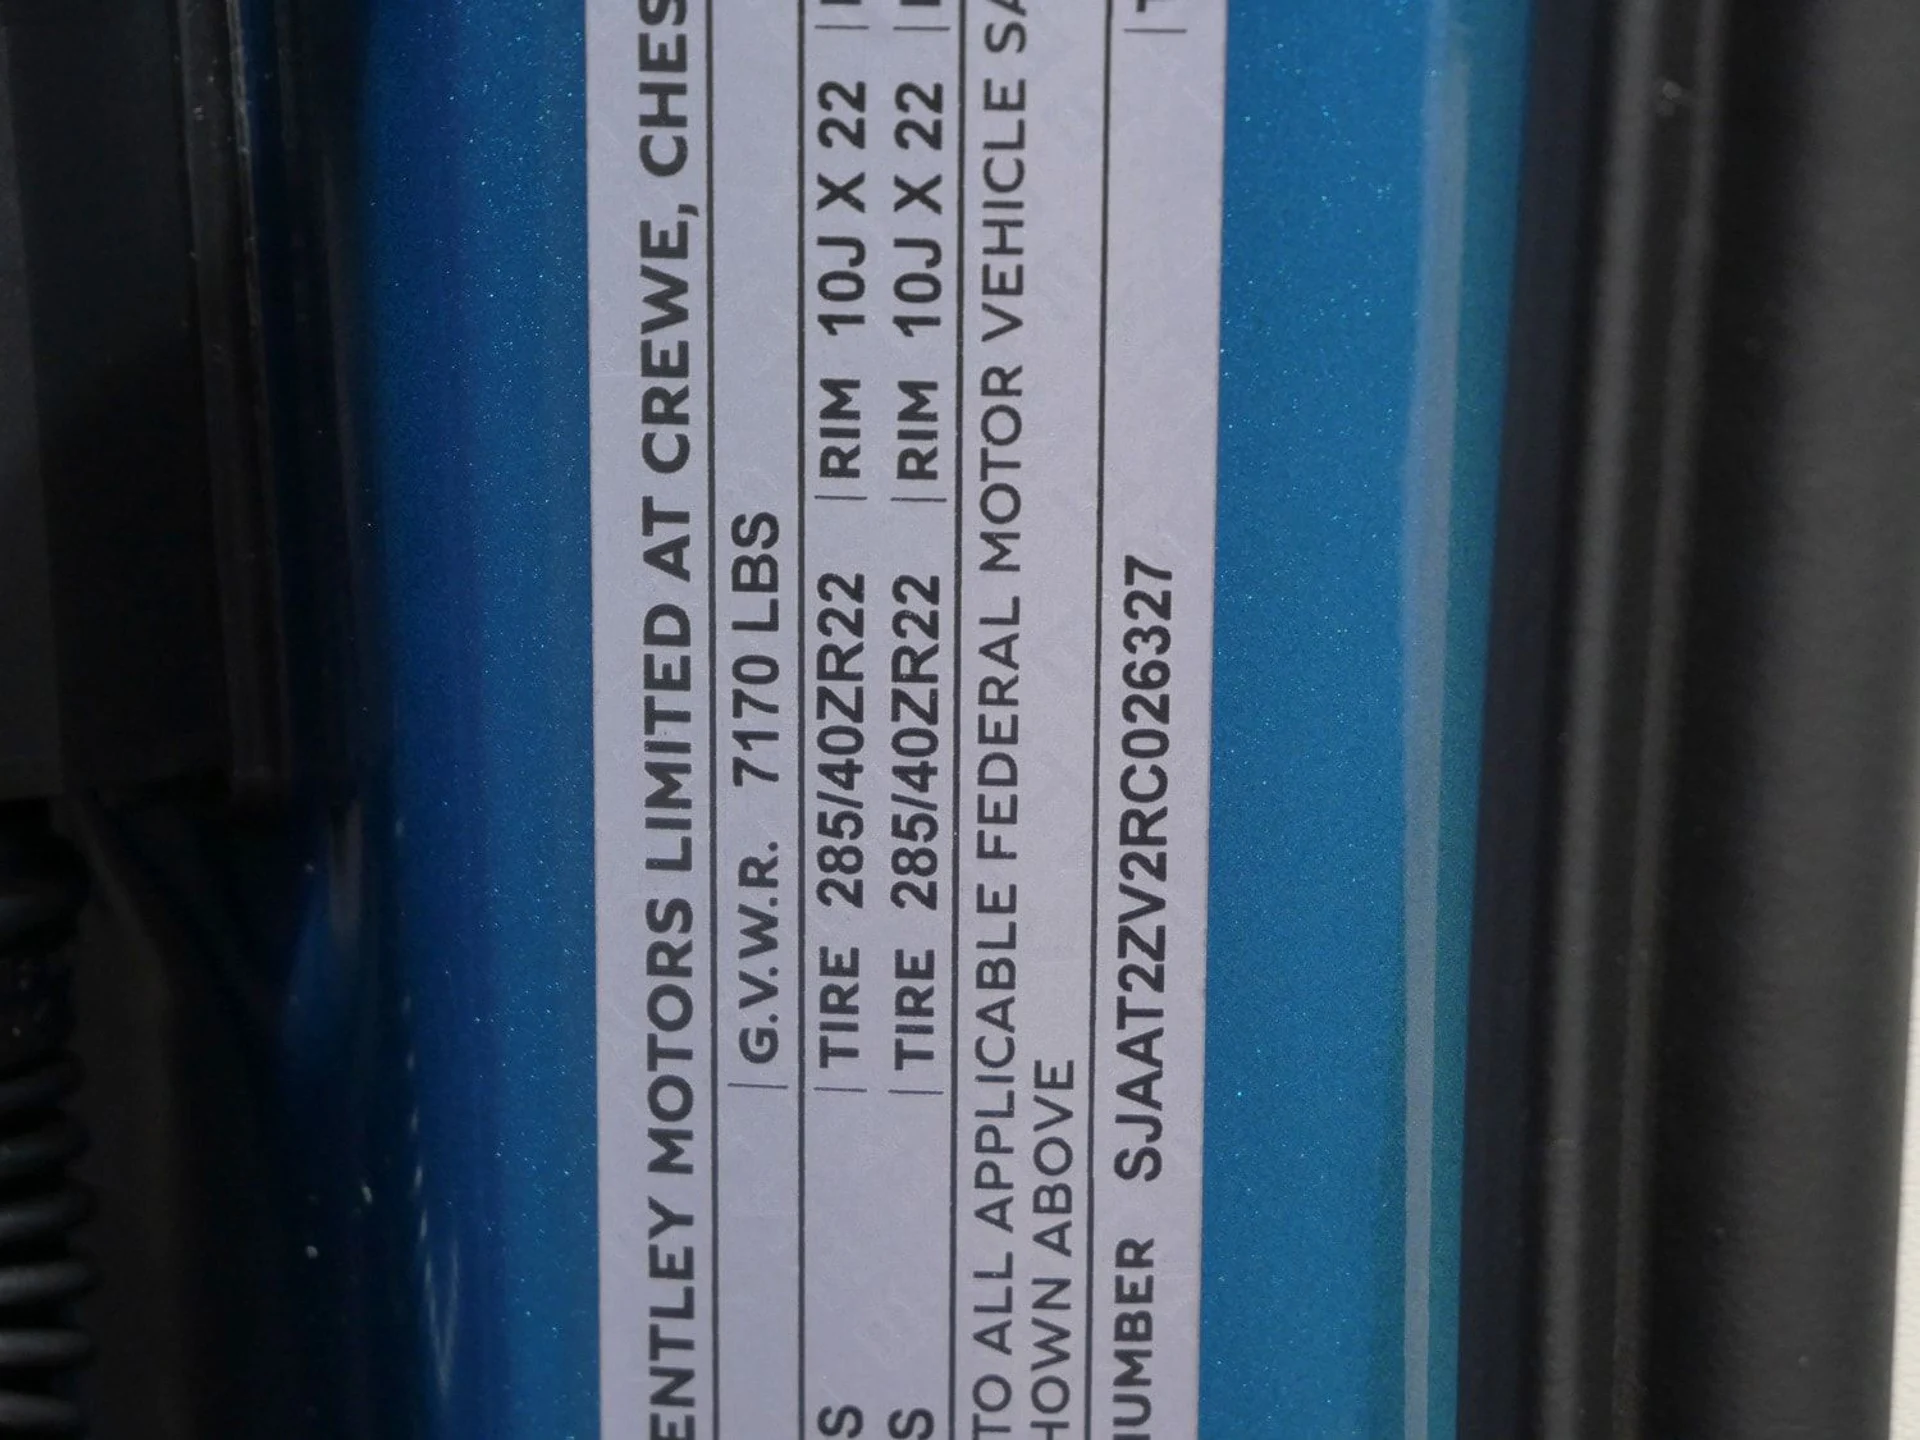 ENTLEY MOTORS LIMITED AT CREWE, CHES
G.V.W.R. 7170 LBS
S TIRE 285/40ZR22 RIM 10J X 22
S TIRE 285/40ZR22 RIM 10J X 22
TO ALL APPLICABLE FEDERAL MOTOR VEHICLE SA
HOWN ABOVE
UMBER SJAAT2ZV2RC026327 T